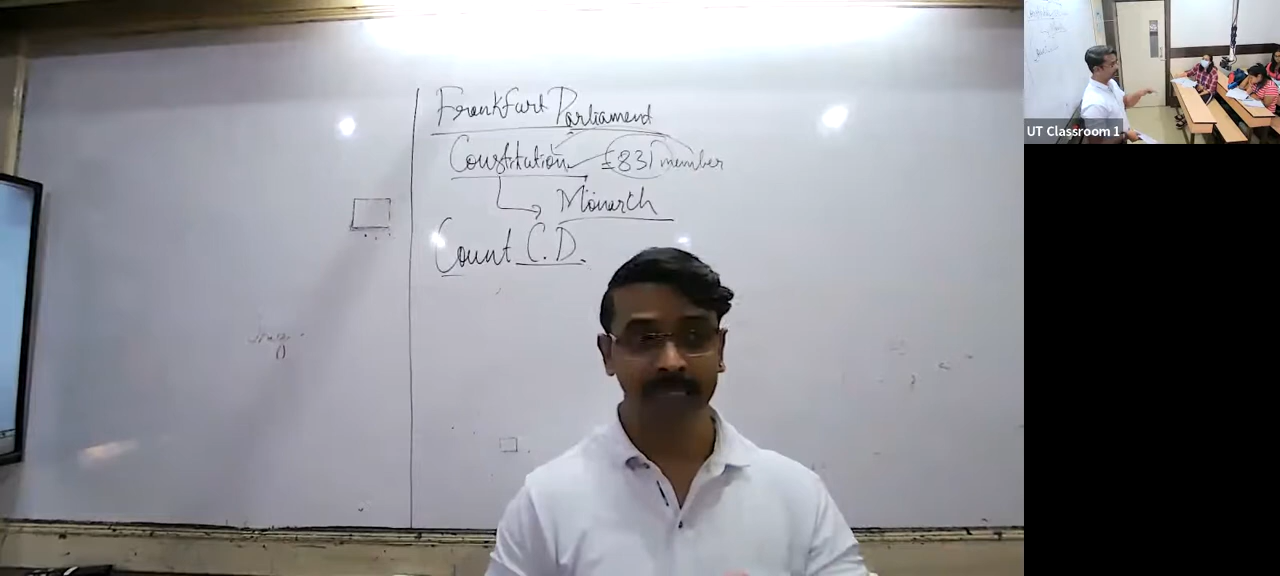 Frankfurt Parliament
Constitution 831 member
Monarch
Count C.D.
UT Classroom 1